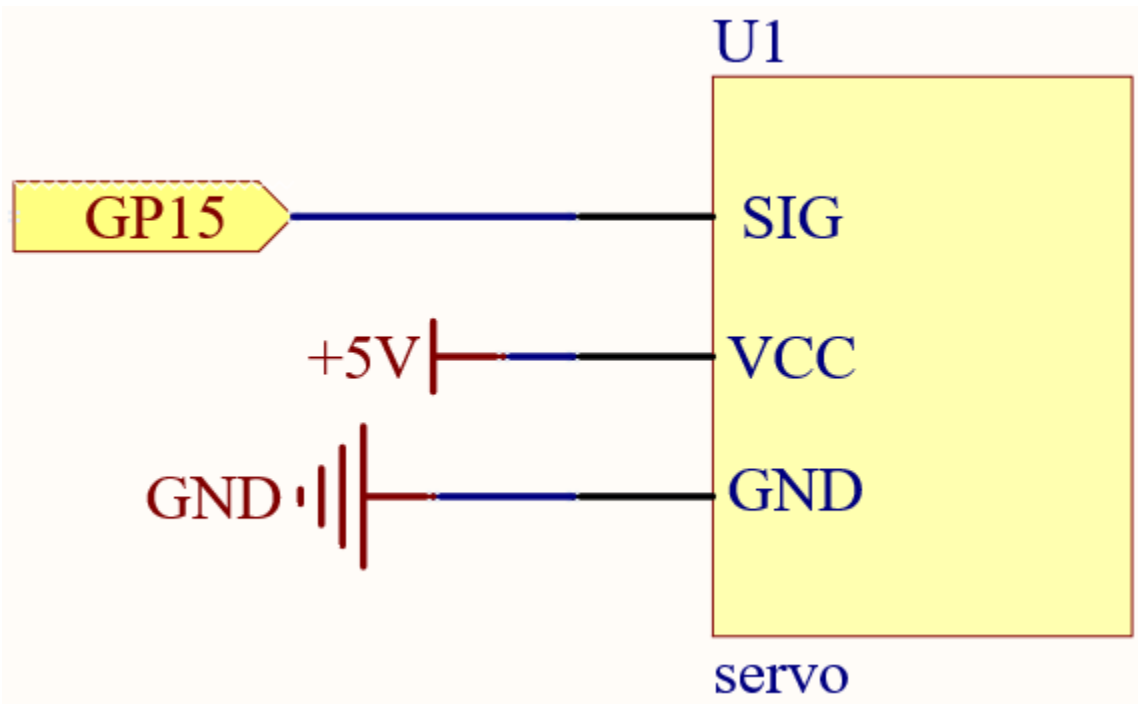 U1
GP15
SIG
+5V
VCC
GND
GND
servo